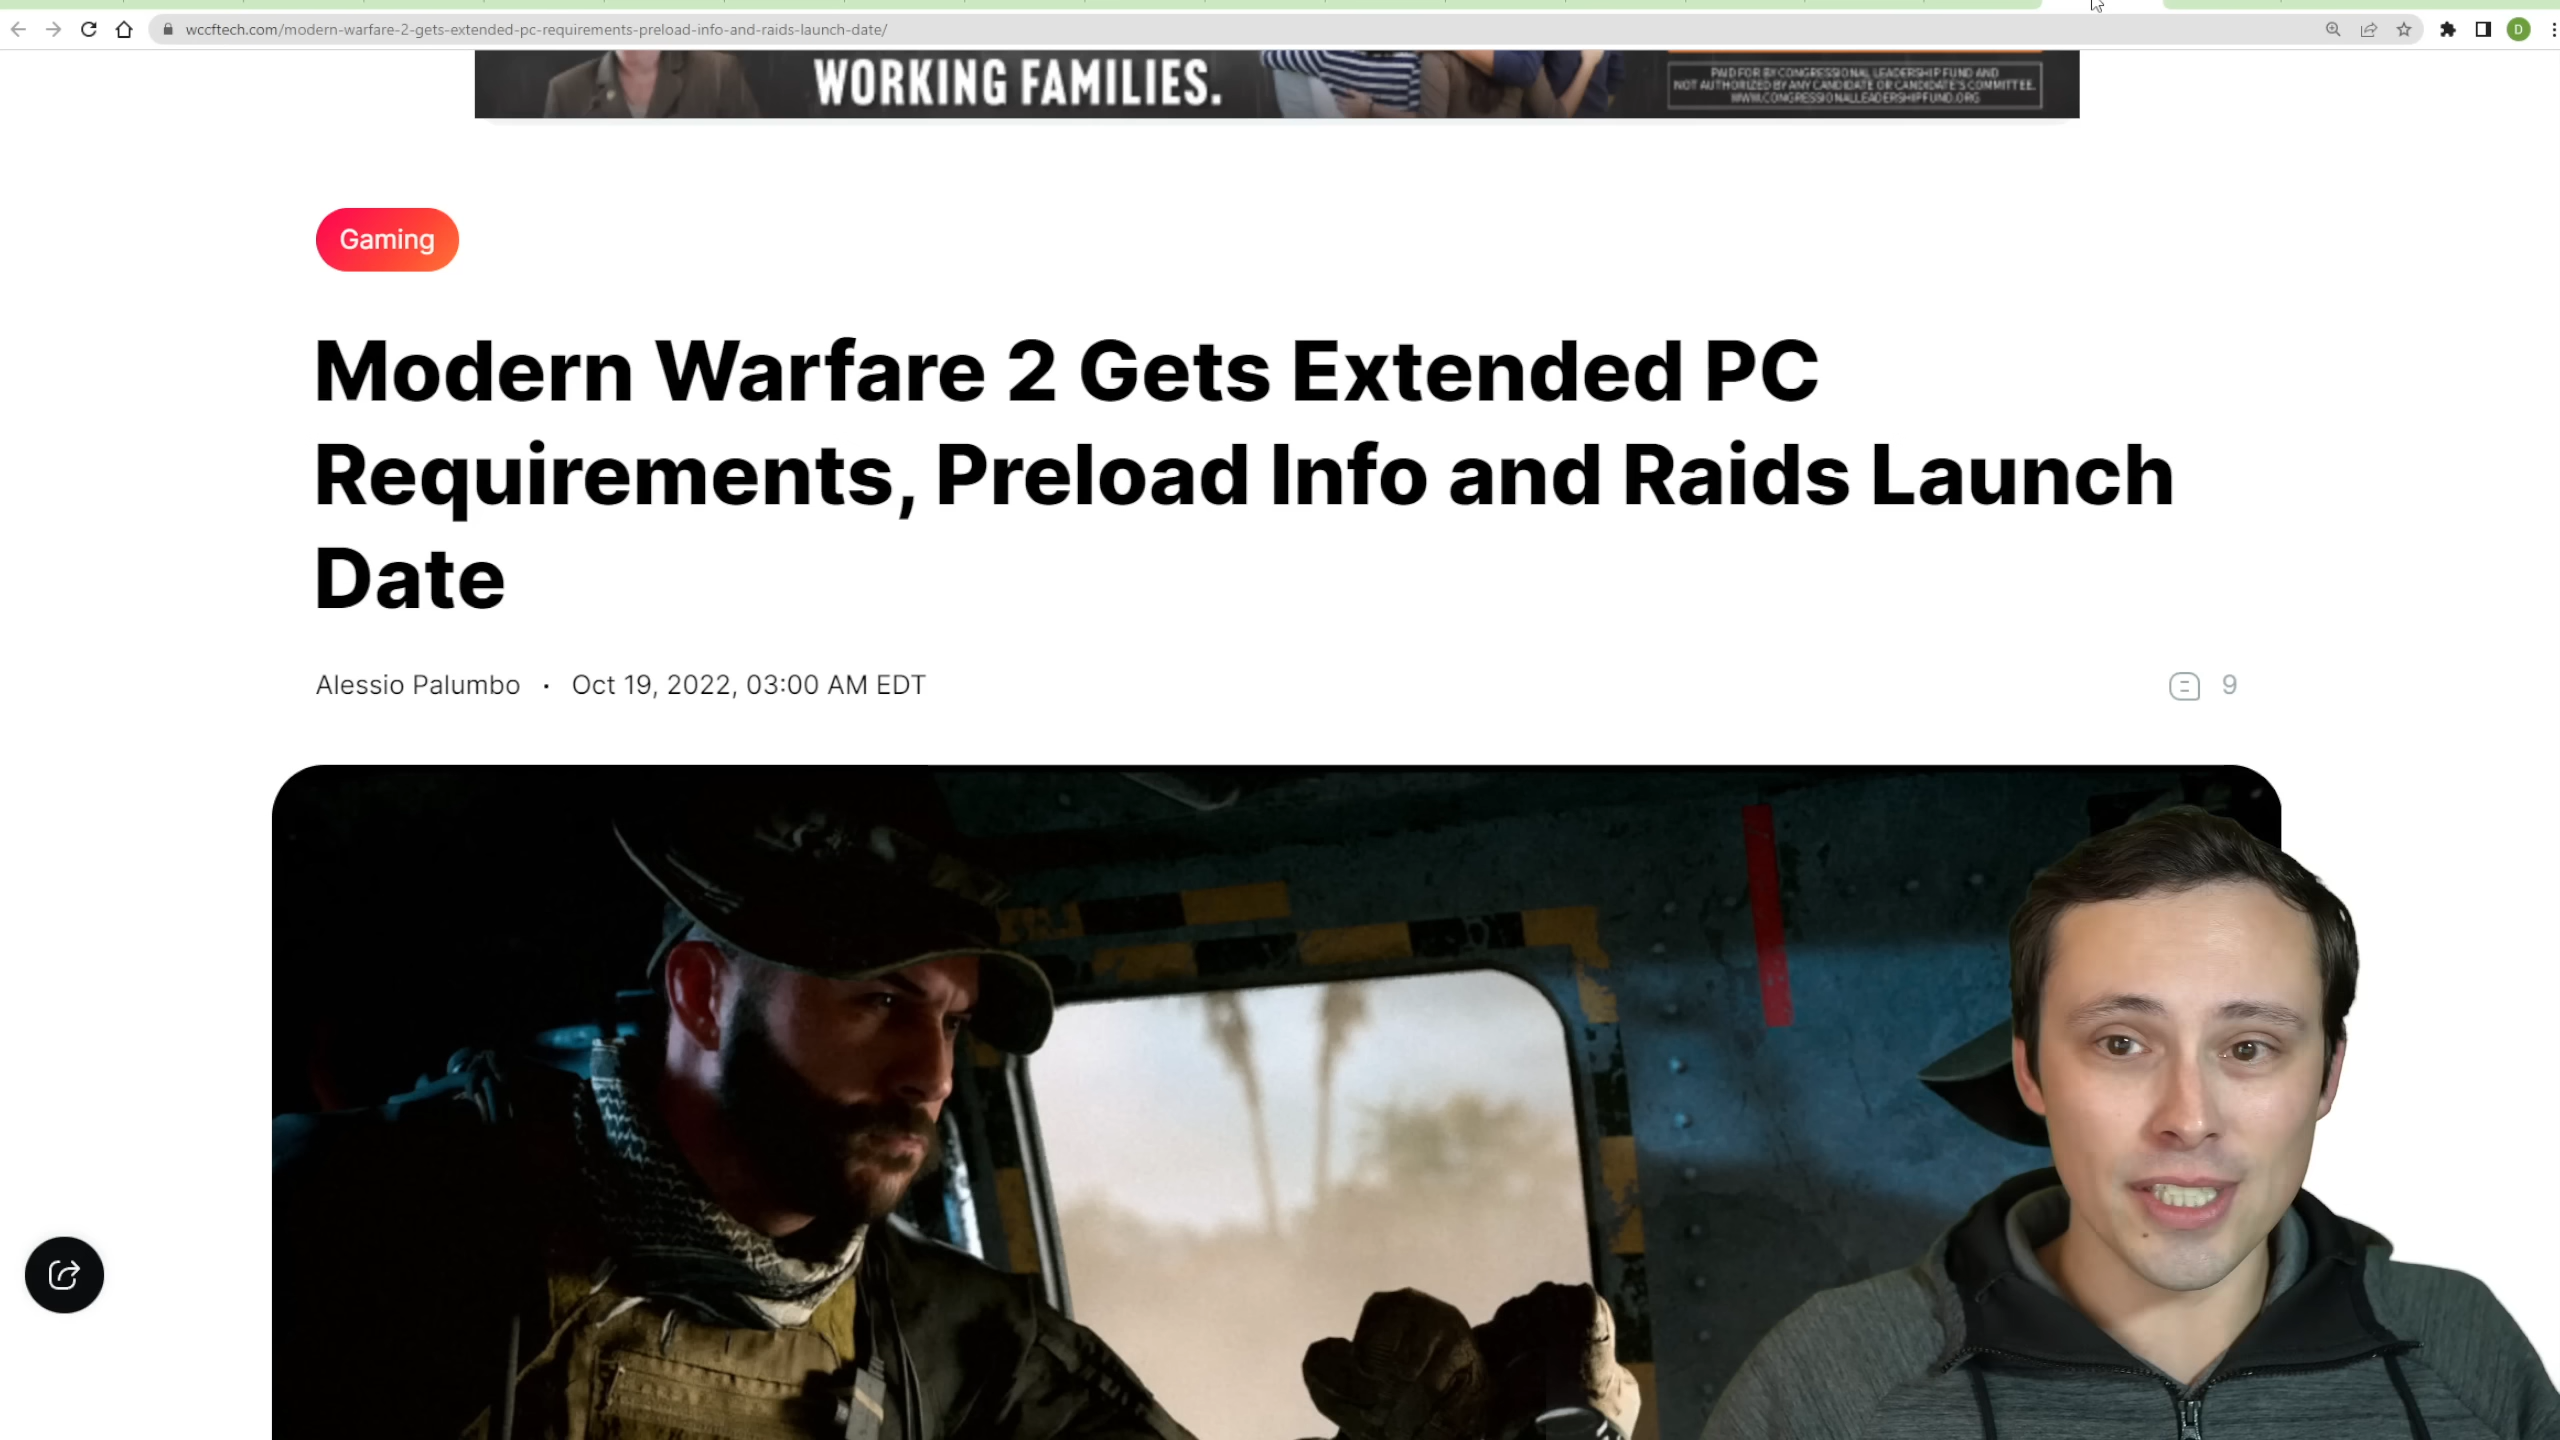 wccftech.com/modern-warfare-2-gets-extended-pc-requirements-preload-info-and-raids-launch-date/
D
WORKING FAMILIES.
PAID FOR BY CONGRESSIONAL LEADERSHIP FUND AND
NOT AUTHORIZED BY ANY CANDIDATE OR CANDIDATE'S COMMITTEE.
WWW.CONGRESSIONALLEADERSHIPFUND.ORG
Gaming
Modern Warfare 2 Gets Extended PC
Requirements, Preload Info and Raids Launch
Date
Alessio Palumbo · Oct 19, 2022, 03:00 AM EDT
9